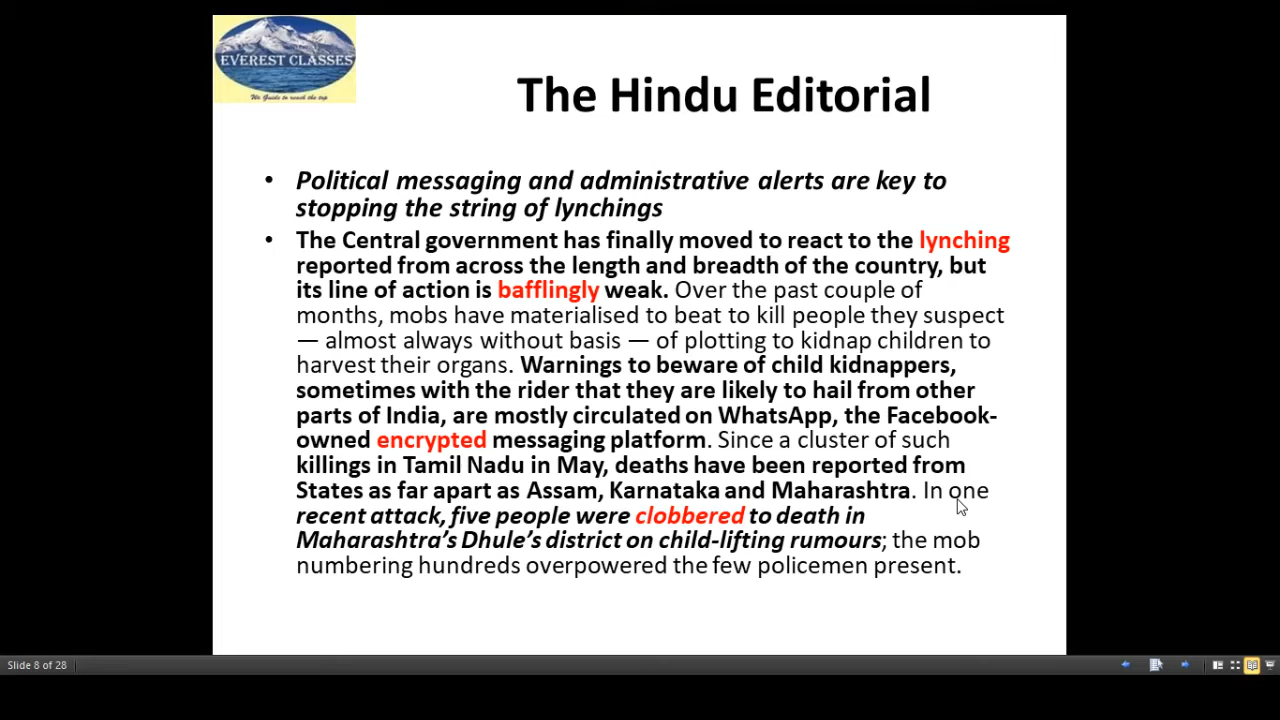 EVEREST CLASSES
We Guide to reach the top
The Hindu Editorial
• Political messaging and administrative alerts are key to
stopping the string of lynchings
• The Central government has finally moved to react to the lynching
reported from across the length and breadth of the country, but
its line of action is bafflingly weak. Over the past couple of
months, mobs have materialised to beat to kill people they suspect
— almost always without basis — of plotting to kidnap children to
harvest their organs. Warnings to beware of child kidnappers,
sometimes with the rider that they are likely to hail from other
parts of India, are mostly circulated on WhatsApp, the Facebook-
owned encrypted messaging platform. Since a cluster of such
killings in Tamil Nadu in May, deaths have been reported from
States as far apart as Assam, Karnataka and Maharashtra. In one
recent attack, five people were clobbered to death in
Maharashtra’s Dhule’s district on child-lifting rumours; the mob
numbering hundreds overpowered the few policemen present.
Slide 8 of 28